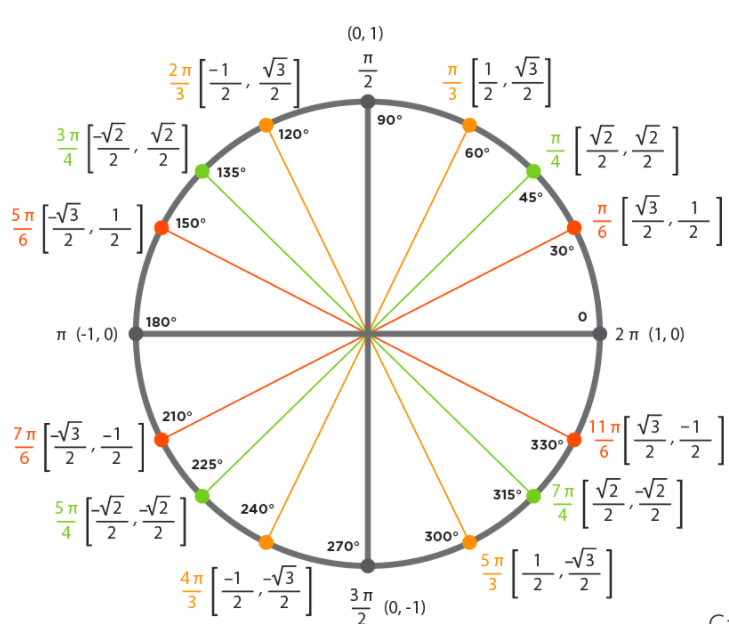 (0, 1)
π/2
90°
2π/3 [-1/2, √3/2]
120°
π/3 [1/2, √3/2]
60°
3π/4 [-√2/2, √2/2]
135°
π/4 [√2/2, √2/2]
45°
5π/6 [-√3/2, 1/2]
150°
π/6 [√3/2, 1/2]
30°
π (-1, 0)
180°
0
2π (1, 0)
7π/6 [-√3/2, -1/2]
210°
330°
11π/6 [√3/2, -1/2]
5π/4 [-√2/2, -√2/2]
225°
315°
7π/4 [√2/2, -√2/2]
4π/3 [-1/2, -√3/2]
240°
300°
5π/3 [1/2, -√3/2]
270°
3π/2 (0, -1)